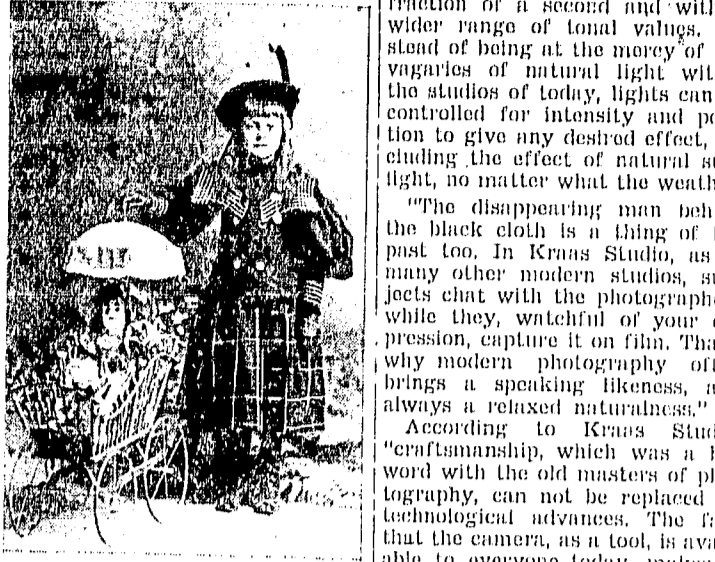 fraction of a second and with
wider range of tonal values.
stead of being at the mercy of
vagaries of natural light wit
the studios of today, lights can
controlled for intensity and po
tion to give any desired effect,
cluding the effect of natural su
light, no matter what the weath
"The disappearing man beh
the black cloth is a thing of
past too. In Kraas Studio, as
many other modern studios, su
jects chat with the photographe
while they, watchful of your e
pression, capture it on film. Tha
why modern photography oft
brings a speaking likeness, a
always a relaxed naturalness."
According to Kraas Stud
"craftsmanship, which was a b
word with the old masters of ph
tography, can not be replaced
technological advances. The fa
that the camera, as a tool, is ava
able to everyone today, makes